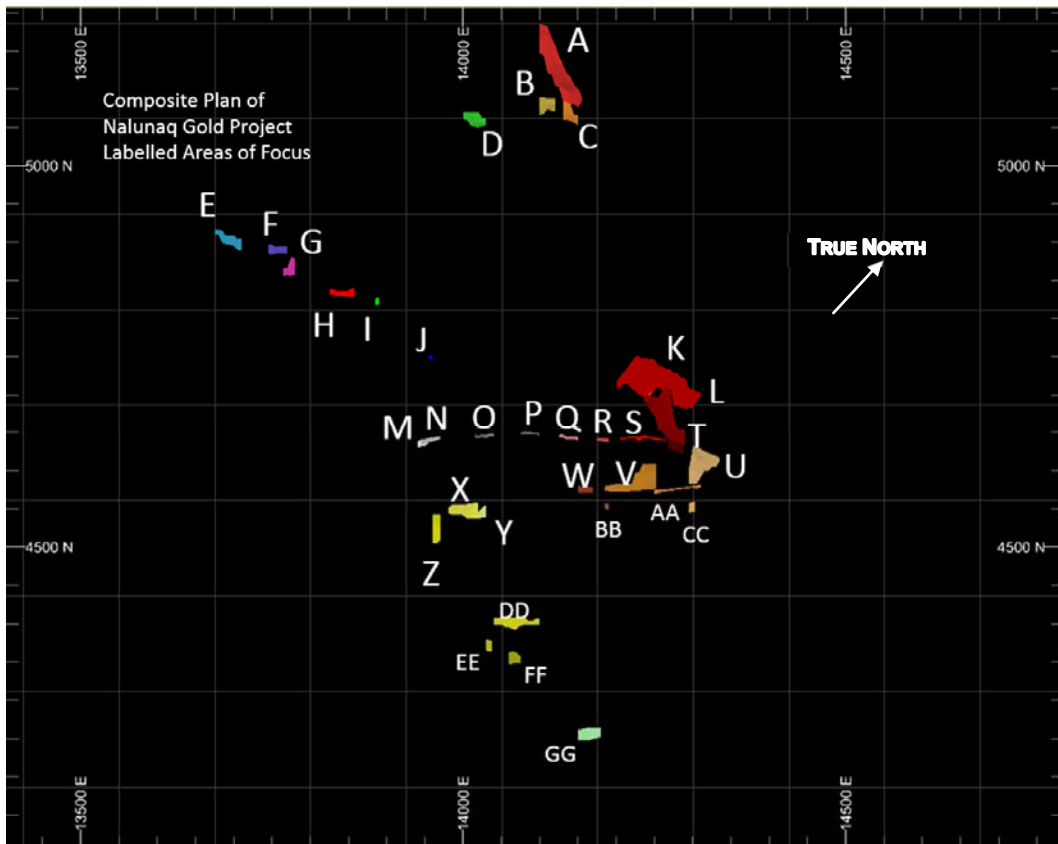 13500 E
14000 E
14500 E
A
B
C
D
Composite Plan of
Nalunaq Gold Project
Labelled Areas of Focus
5000 N
5000 N
E
F
G
TRUE NORTH
H
I
J
K
L
M
N
O
P
Q
R
S
T
U
V
W
X
Y
Z
AA
BB
CC
4500 N
4500 N
DD
EE
FF
GG
13500 E
14000 E
14500 E